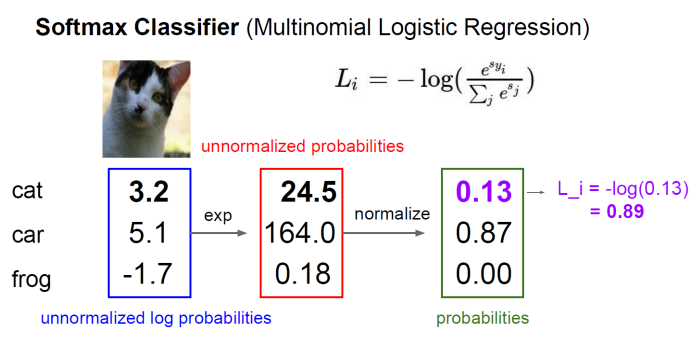 Softmax Classifier (Multinomial Logistic Regression)
L_i = -log(e^{s_{y_i}} / ∑_j e^{s_j})
unnormalized probabilities
cat 3.2 24.5 0.13 L_i = -log(0.13)
= 0.89
exp normalize
car 5.1 164.0 0.87
frog -1.7 0.18 0.00
unnormalized log probabilities probabilities